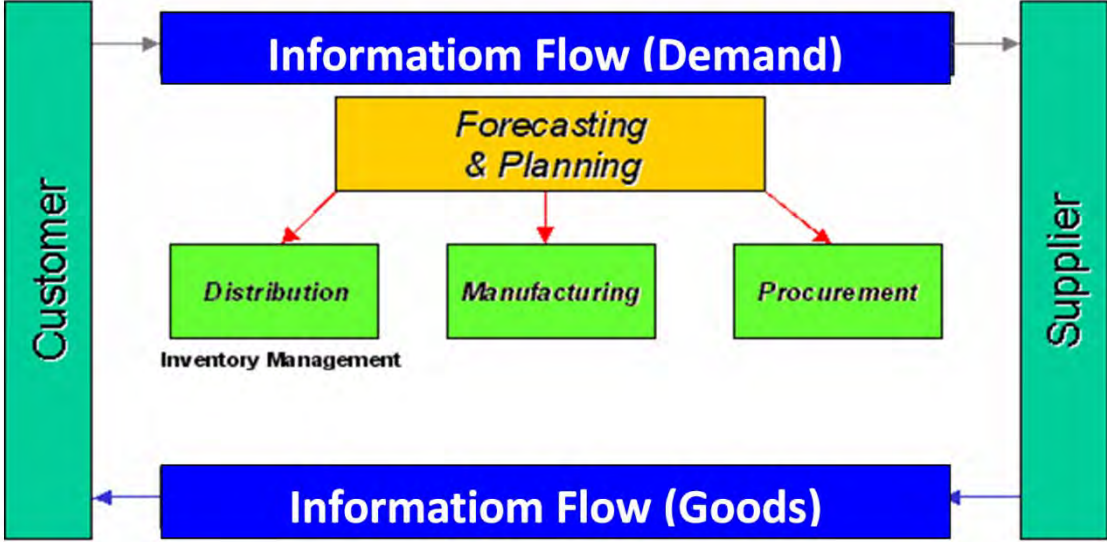 Informatiom Flow (Demand)
Forecasting
& Planning
Customer
Supplier
Distribution
Manufacturing
Procurement
Inventory Management
Informatiom Flow (Goods)